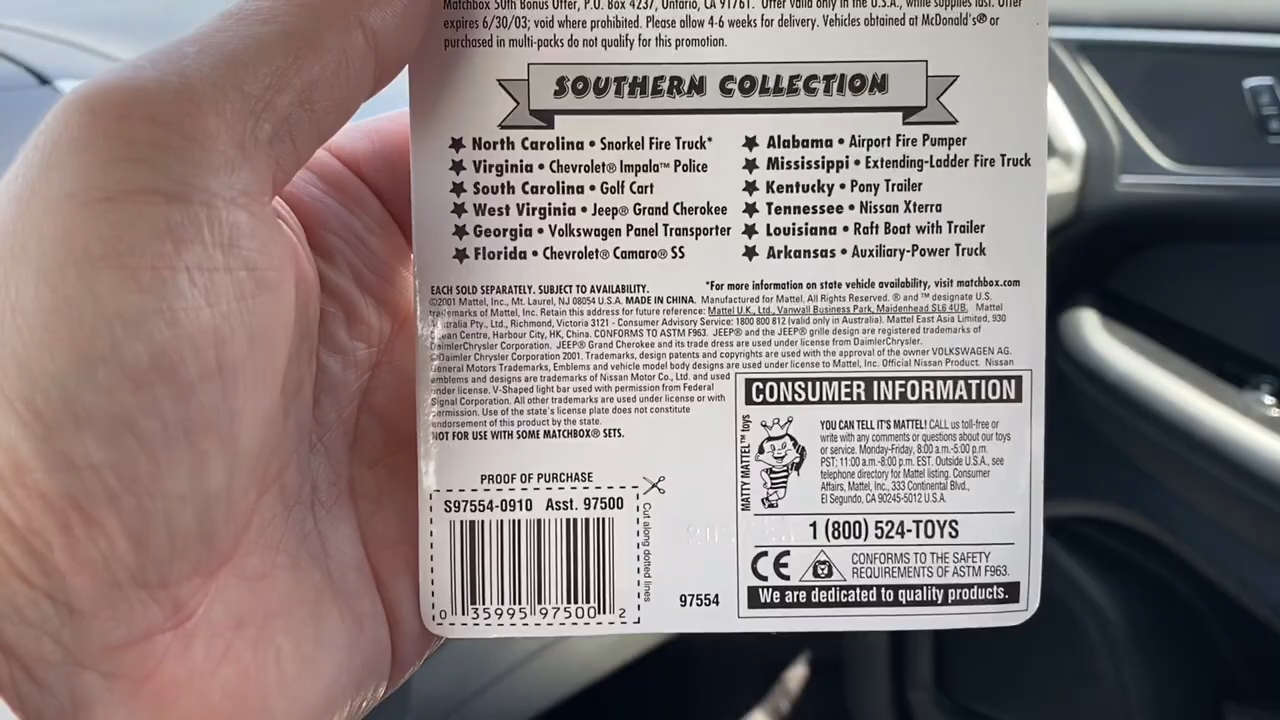 Matchbox 50th Bonus Offer, P.O. Box 4237, Ontario, CA 91761. Offer valid only in the U.S.A., while supplies last. Offer
expires 6/30/03; void where prohibited. Please allow 4-6 weeks for delivery. Vehicles obtained at McDonald's® or
purchased in multi-packs do not qualify for this promotion.
SOUTHERN COLLECTION
North Carolina • Snorkel Fire Truck*
Virginia • Chevrolet® Impala™ Police
South Carolina • Golf Cart
West Virginia • Jeep® Grand Cherokee
Georgia • Volkswagen Panel Transporter
Florida • Chevrolet® Camaro® SS
Alabama • Airport Fire Pumper
Mississippi • Extending-Ladder Fire Truck
Kentucky • Pony Trailer
Tennessee • Nissan Xterra
Louisiana • Raft Boat with Trailer
Arkansas • Auxiliary-Power Truck
EACH SOLD SEPARATELY. SUBJECT TO AVAILABILITY.
*For more information on state vehicle availability, visit matchbox.com
©2001 Mattel, Inc., Mt. Laurel, NJ 08054 U.S.A. MADE IN CHINA. Manufactured for Mattel. All Rights Reserved. ® and ™ designate U.S.
trademarks of Mattel, Inc. Retain this address for future reference: Mattel U.K., Ltd., Vanwall Business Park, Maidenhead SL6 4UB. Mattel
Australia Pty., Ltd., Richmond, Victoria 3121 - Consumer Advisory Service: 1800 800 812 (valid only in Australia). Mattel East Asia Limited, 930
Ocean Centre, Harbour City, HK, China. CONFORMS TO ASTM F963. JEEP® and the JEEP® grille design are registered trademarks of
DaimlerChrysler Corporation. JEEP® Grand Cherokee and its trade dress are used under license from DaimlerChrysler.
©Daimler Chrysler Corporation 2001. Trademarks, design patents and copyrights are used with the approval of the owner VOLKSWAGEN AG.
General Motors Trademarks, Emblems and vehicle model body designs are used under license to Mattel, Inc. Official Nissan Product. Nissan
emblems and designs are trademarks of Nissan Motor Co., Ltd. and used
under license. V-Shaped light bar used with permission from Federal
Signal Corporation. All other trademarks are used under license or with
permission. Use of the state's license plate does not constitute
endorsement of this product by the state.
NOT FOR USE WITH SOME MATCHBOX® SETS.
PROOF OF PURCHASE
S97554-0910 Asst. 97500
0 35995 97500 2
Cut along dotted lines
97554
CONSUMER INFORMATION
MATTY MATTEL™ toys
YOU CAN TELL IT'S MATTEL! CALL us toll-free or
write with any comments or questions about our toys
or service. Monday-Friday, 8:00 a.m.-5:00 p.m.
PST; 11:00 a.m.-8:00 p.m. EST. Outside U.S.A., see
telephone directory for Mattel listing. Consumer
Affairs, Mattel, Inc., 333 Continental Blvd.,
El Segundo, CA 90245-5012 U.S.A.
1 (800) 524-TOYS
CE
CONFORMS TO THE SAFETY
REQUIREMENTS OF ASTM F963.
We are dedicated to quality products.